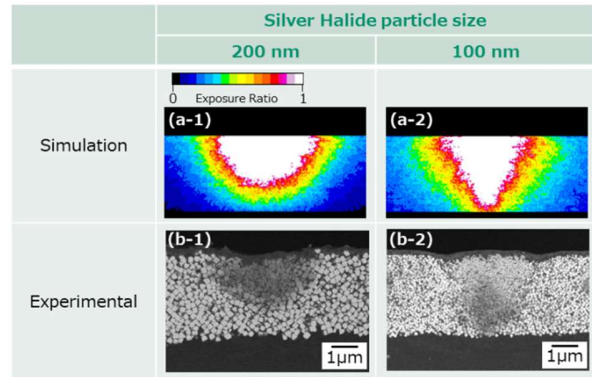 Silver Halide particle size
200 nm
100 nm
0 Exposure Ratio 1
Simulation
(a-1)
(a-2)
Experimental
(b-1)
(b-2)
1μm
1μm